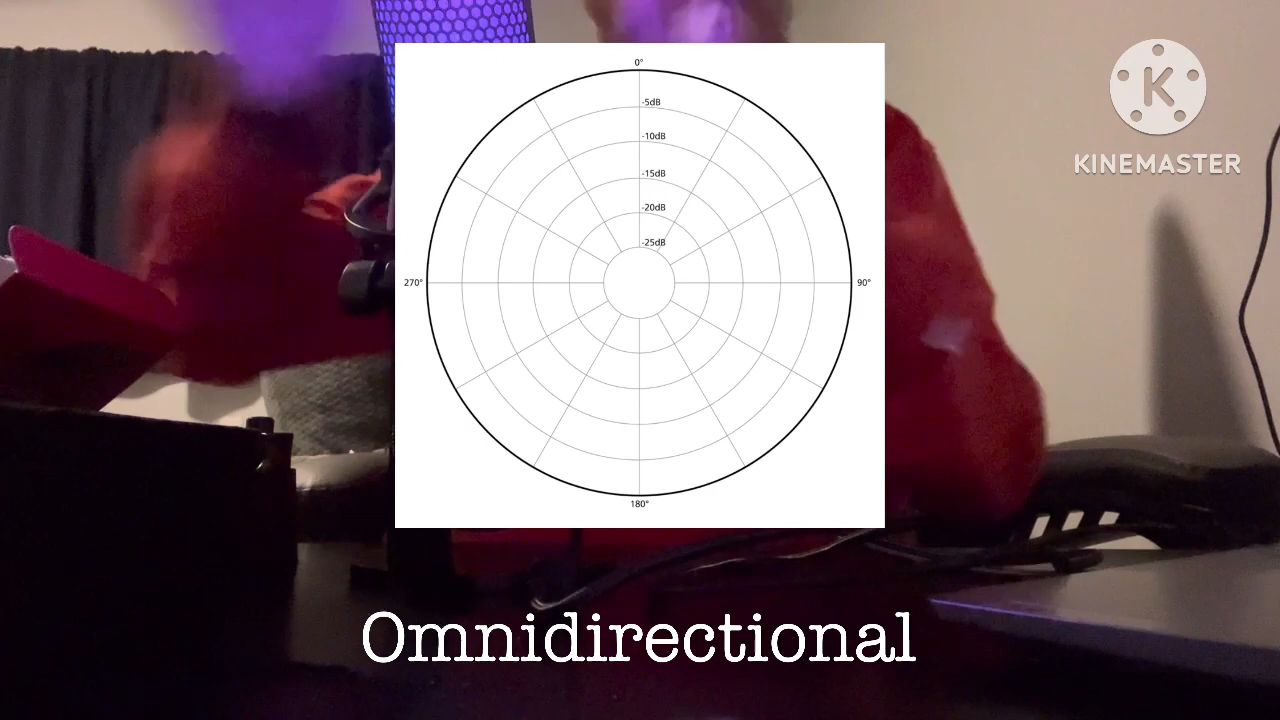 KINEMASTER
0°
-5dB
-10dB
-15dB
-20dB
-25dB
270°
90°
180°
Omnidirectional